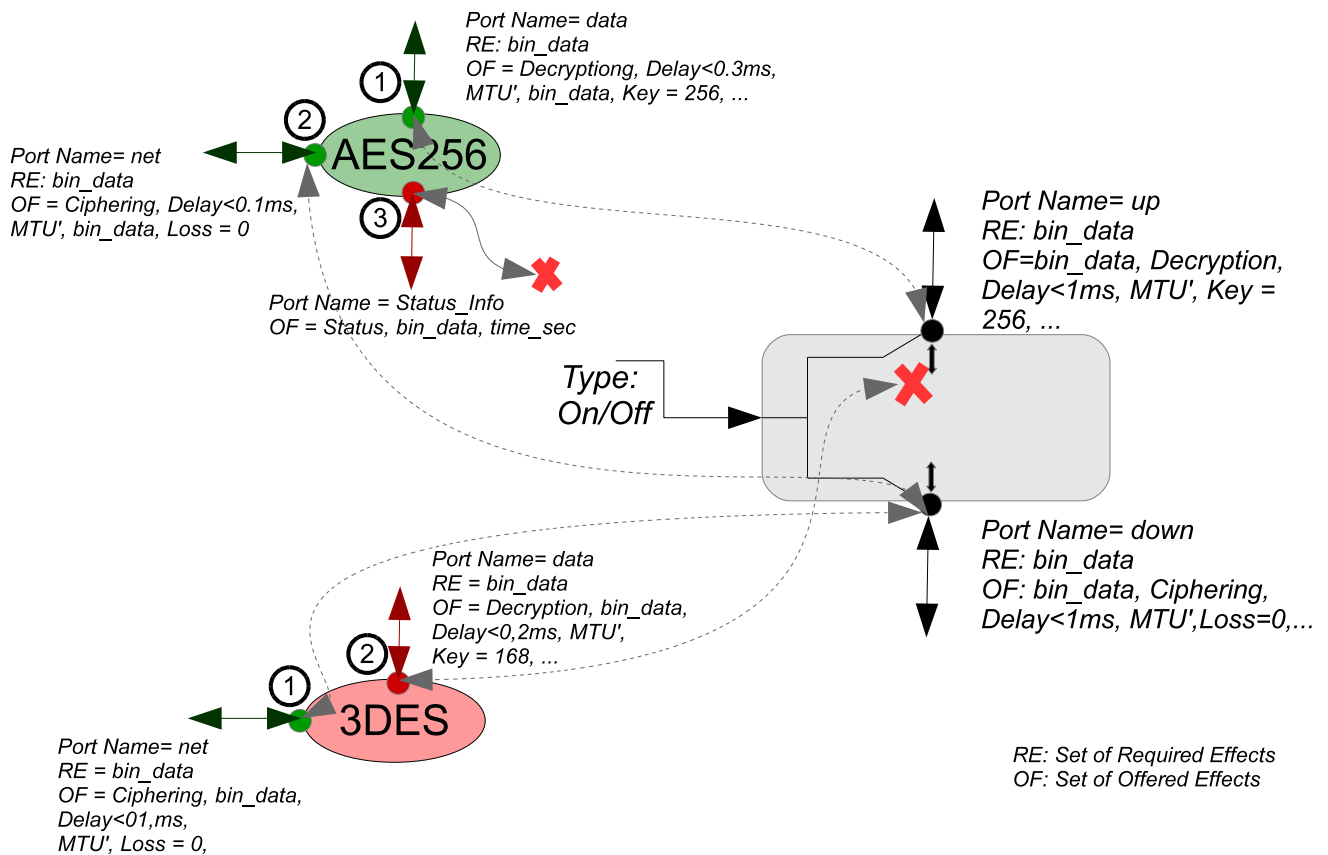 Port Name= data
RE: bin_data
OF = Decryptiong, Delay<0.3ms,
MTU', bin_data, Key = 256, ...
1
2
AES256
3
Port Name= net
RE: bin_data
OF = Ciphering, Delay<0.1ms,
MTU', bin_data, Loss = 0
Port Name = Status_Info
OF = Status, bin_data, time_sec
Port Name= up
RE: bin_data
OF=bin_data, Decryption,
Delay<1ms, MTU', Key =
256, ...
Type:
On/Off
Port Name= down
RE: bin_data
OF: bin_data, Ciphering,
Delay<1ms, MTU',Loss=0,...
Port Name= data
RE = bin_data
OF = Decryption, bin_data,
Delay<0,2ms, MTU',
Key = 168, ...
2
1
3DES
Port Name= net
RE = bin_data
OF = Ciphering, bin_data,
Delay<01,ms,
MTU', Loss = 0,
RE: Set of Required Effects
OF: Set of Offered Effects